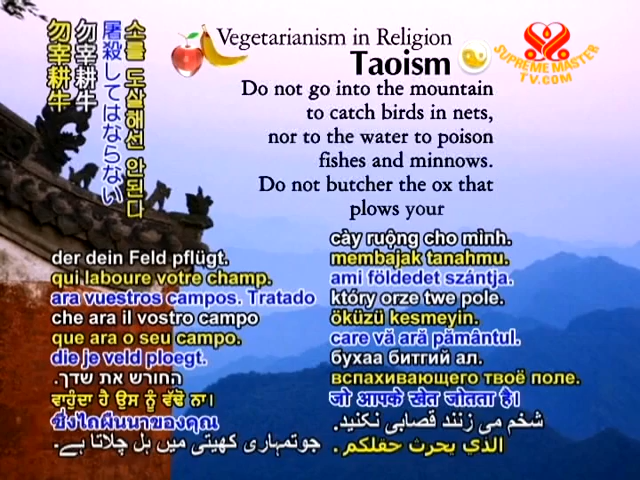 Vegetarianism in Religion
Taoism
SUPREME MASTER
TV.COM
Do not go into the mountain
to catch birds in nets,
nor to the water to poison
fishes and minnows.
Do not butcher the ox that
plows your
勿宰耕牛
勿宰耕牛
屠殺してはならない
소를 도살해선 안된다
der dein Feld pflügt.
qui laboure votre champ.
ara vuestros campos. Tratado
che ara il vostro campo
que ara o seu campo.
die je veld ploegt.
החורש את שדך.
ਵਾਹੁੰਦਾ ਹੈ ਉਸ ਨੂੰ ਵੱਢੋ ਨਾ।
ซึ่งไถผืนนาของคุณ
جوتمہاری کھیتی میں ہل چلاتا ہے۔
cày ruộng cho mình.
membajak tanahmu.
ami földedet szántja.
który orze twe pole.
öküzü kesmeyin.
care vă ară pământul.
бухаа битгий ал.
вспахивающего твоё поле.
जो आपके खेत जोतता है।
شخم می زنند قصابی نکنید.
الذي يحرث حقلكم.